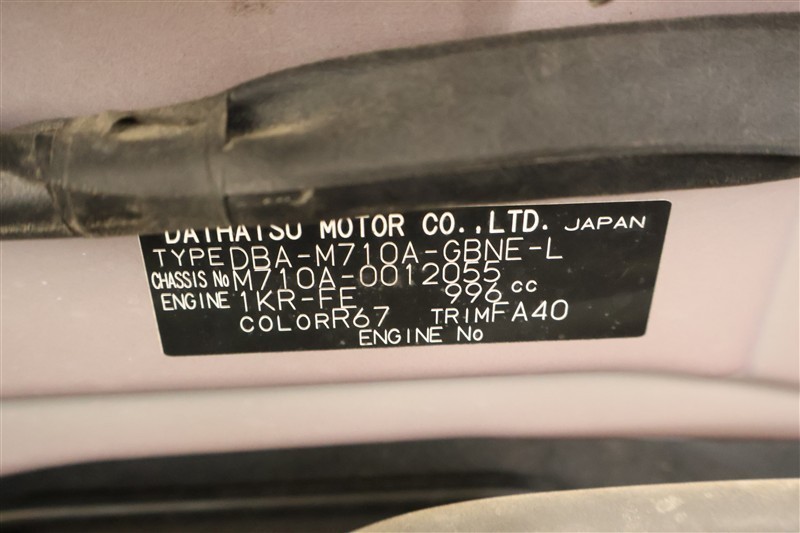 DAIHATSU MOTOR CO.,LTD. JAPAN
TYPE DBA-M710A-GBNE-L
CHASSIS No M710A-0012055
ENGINE 1KR-FE 996 cc
COLOR R67 TRIM FA40
ENGINE No